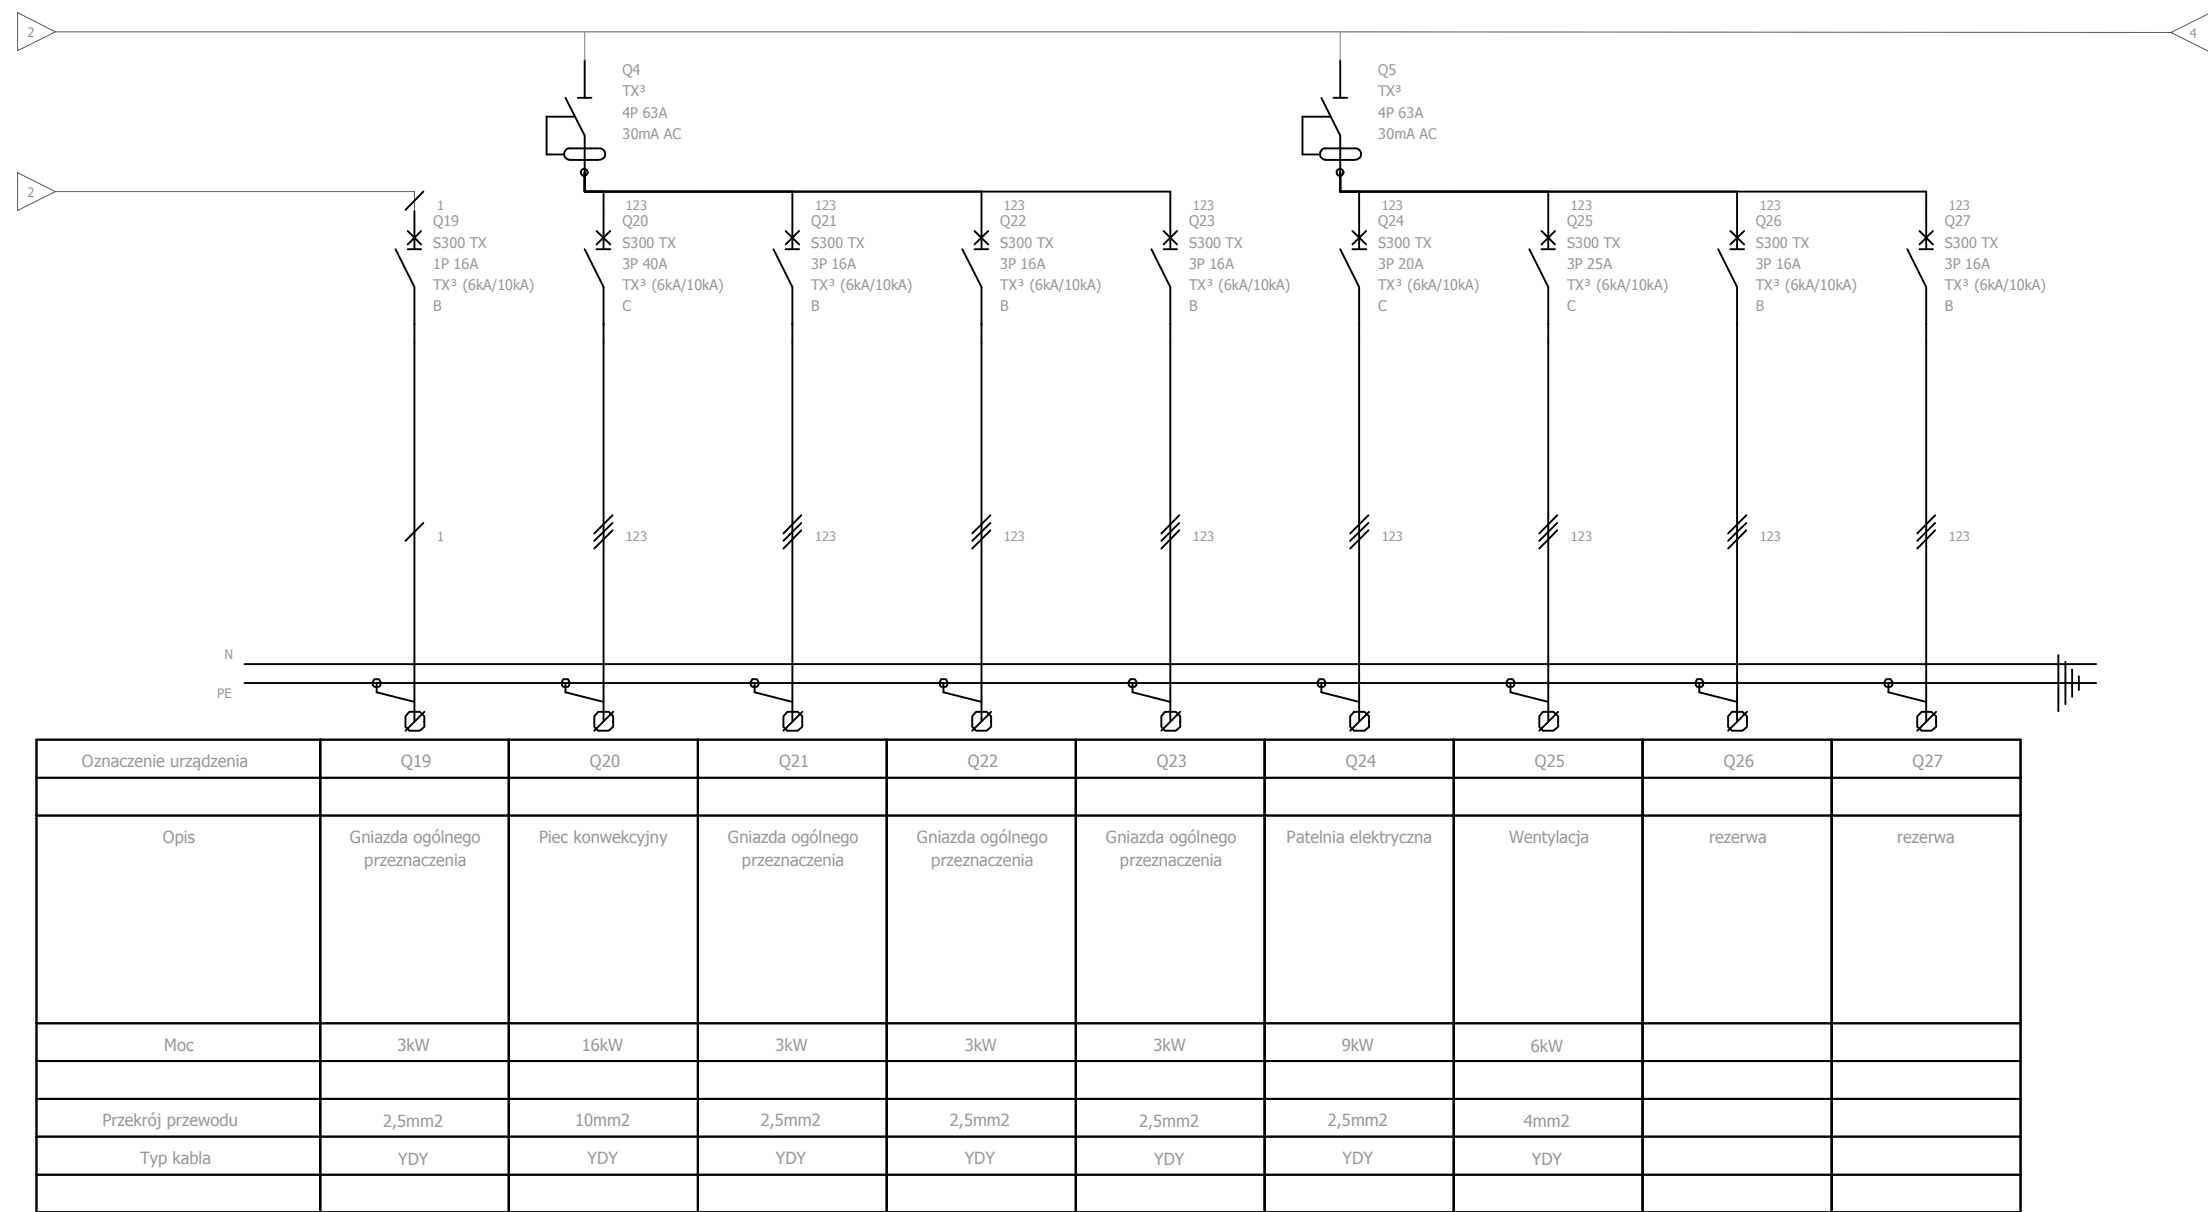 2
4
Q4
TX³
4P 63A
30mA AC
Q5
TX³
4P 63A
30mA AC
2
1
Q19
S300 TX
1P 16A
TX³ (6kA/10kA)
B
123
Q20
S300 TX
3P 40A
TX³ (6kA/10kA)
C
123
Q21
S300 TX
3P 16A
TX³ (6kA/10kA)
B
123
Q22
S300 TX
3P 16A
TX³ (6kA/10kA)
B
123
Q23
S300 TX
3P 16A
TX³ (6kA/10kA)
B
123
Q24
S300 TX
3P 20A
TX³ (6kA/10kA)
C
123
Q25
S300 TX
3P 25A
TX³ (6kA/10kA)
C
123
Q26
S300 TX
3P 16A
TX³ (6kA/10kA)
B
123
Q27
S300 TX
3P 16A
TX³ (6kA/10kA)
B
1 123 123 123 123 123 123 123 123
N
PE
Oznaczenie urządzenia Q19 Q20 Q21 Q22 Q23 Q24 Q25 Q26 Q27
Opis Gniazda ogólnego Piec konwekcyjny Gniazda ogólnego Gniazda ogólnego Gniazda ogólnego Patelnia elektryczna Wentylacja rezerwa rezerwa
przeznaczenia przeznaczenia przeznaczenia przeznaczenia
Moc 3kW 16kW 3kW 3kW 3kW 9kW 6kW
Przekrój przewodu 2,5mm2 10mm2 2,5mm2 2,5mm2 2,5mm2 2,5mm2 4mm2
Typ kabla YDY YDY YDY YDY YDY YDY YDY